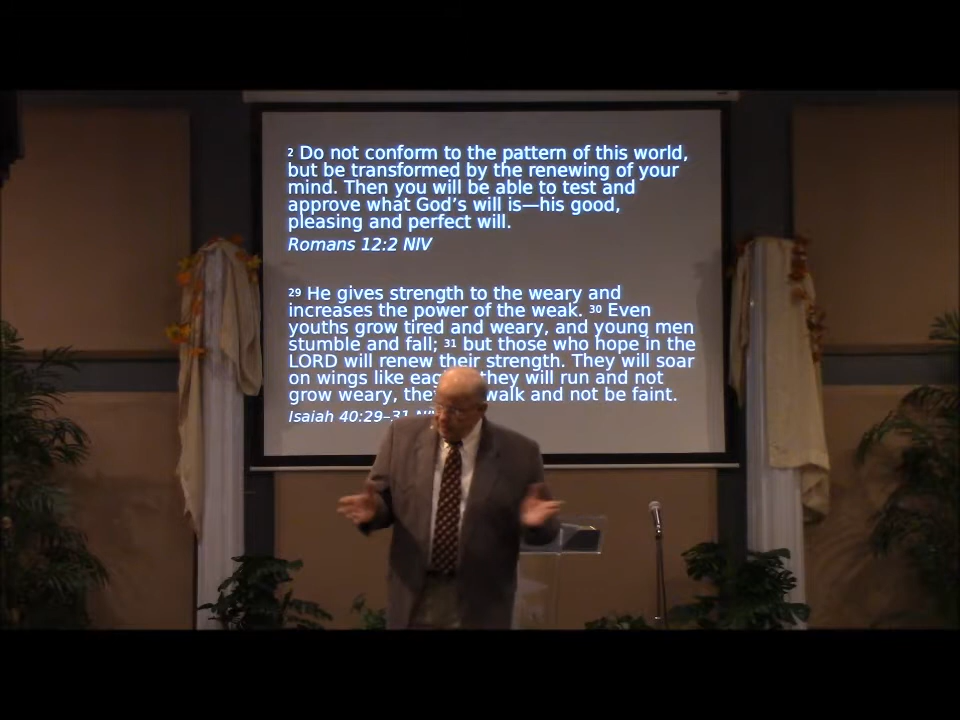 2 Do not conform to the pattern of this world,
but be transformed by the renewing of your
mind. Then you will be able to test and
approve what God's will is—his good,
pleasing and perfect will.
Romans 12:2 NIV
29 He gives strength to the weary and
increases the power of the weak. 30 Even
youths grow tired and weary, and young men
stumble and fall; 31 but those who hope in the
LORD will renew their strength. They will soar
on wings like they will run and not
grow weary, walk and not be faint.
Isaiah 40:29-31